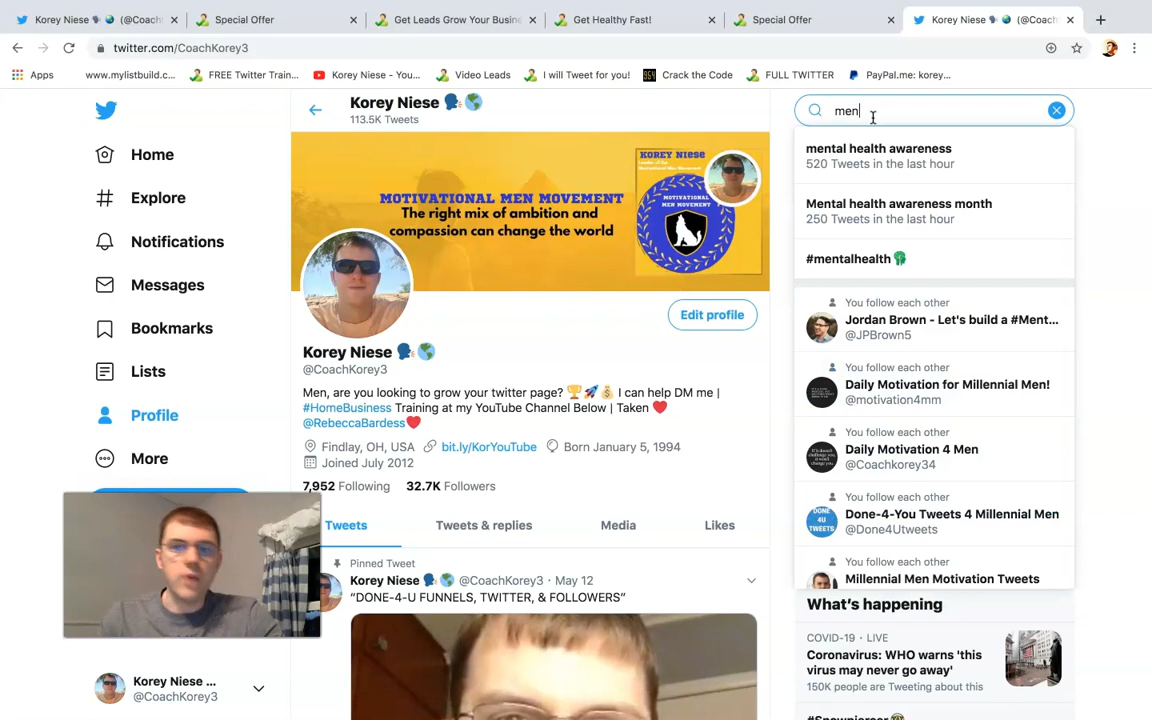 Korey Niese (@Coach
Special Offer
Get Leads Grow Your Busine
Get Healthy Fast!
Special Offer
Korey Niese (@Coach
twitter.com/CoachKorey3
Apps
www.mylistbuild.c...
FREE Twitter Train...
Korey Niese - You...
Video Leads
I will Tweet for you!
Crack the Code
FULL TWITTER
PayPal.me: korey...
Home
Explore
Notifications
Messages
Bookmarks
Lists
Profile
More
Korey Niese ...
@CoachKorey3
Korey Niese
113.5K Tweets
MOTIVATIONAL MEN MOVEMENT
The right mix of ambition and
compassion can change the world
KOREY Niese
MOTIVATIONAL
MEN MOVEMENT
Edit profile
Korey Niese
@CoachKorey3
Men, are you looking to grow your twitter page? 🏆🚀💰 I can help DM me |
#HomeBusiness Training at my YouTube Channel Below | Taken ❤️
@RebeccaBardess❤️
Findlay, OH, USA bit.ly/KorYouTube Born January 5, 1994
Joined July 2012
7,952 Following 32.7K Followers
Tweets Tweets & replies Media Likes
Pinned Tweet
Korey Niese @CoachKorey3 · May 12
“DONE-4-U FUNNELS, TWITTER, & FOLLOWERS”
men
mental health awareness
520 Tweets in the last hour
Mental health awareness month
250 Tweets in the last hour
#mentalhealth
You follow each other
Jordan Brown - Let's build a #Ment...
@JPBrown5
You follow each other
Daily Motivation for Millennial Men!
@motivation4mm
You follow each other
Daily Motivation 4 Men
@Coachkorey34
You follow each other
Done-4-You Tweets 4 Millennial Men
@Done4Utweets
DONE
4U
TWEETS
You follow each other
Millennial Men Motivation Tweets
What's happening
COVID-19 · LIVE
Coronavirus: WHO warns 'this
virus may never go away'
150K people are Tweeting about this
#Snowpiercer